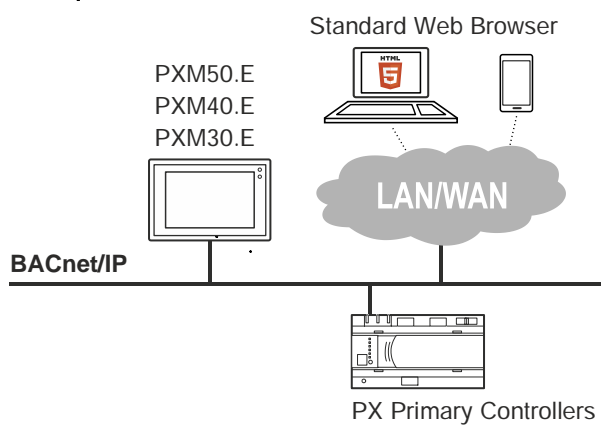 Standard Web Browser
HTML
5
PXM50.E
PXM40.E
PXM30.E
LAN/WAN
BACnet/IP
PX Primary Controllers